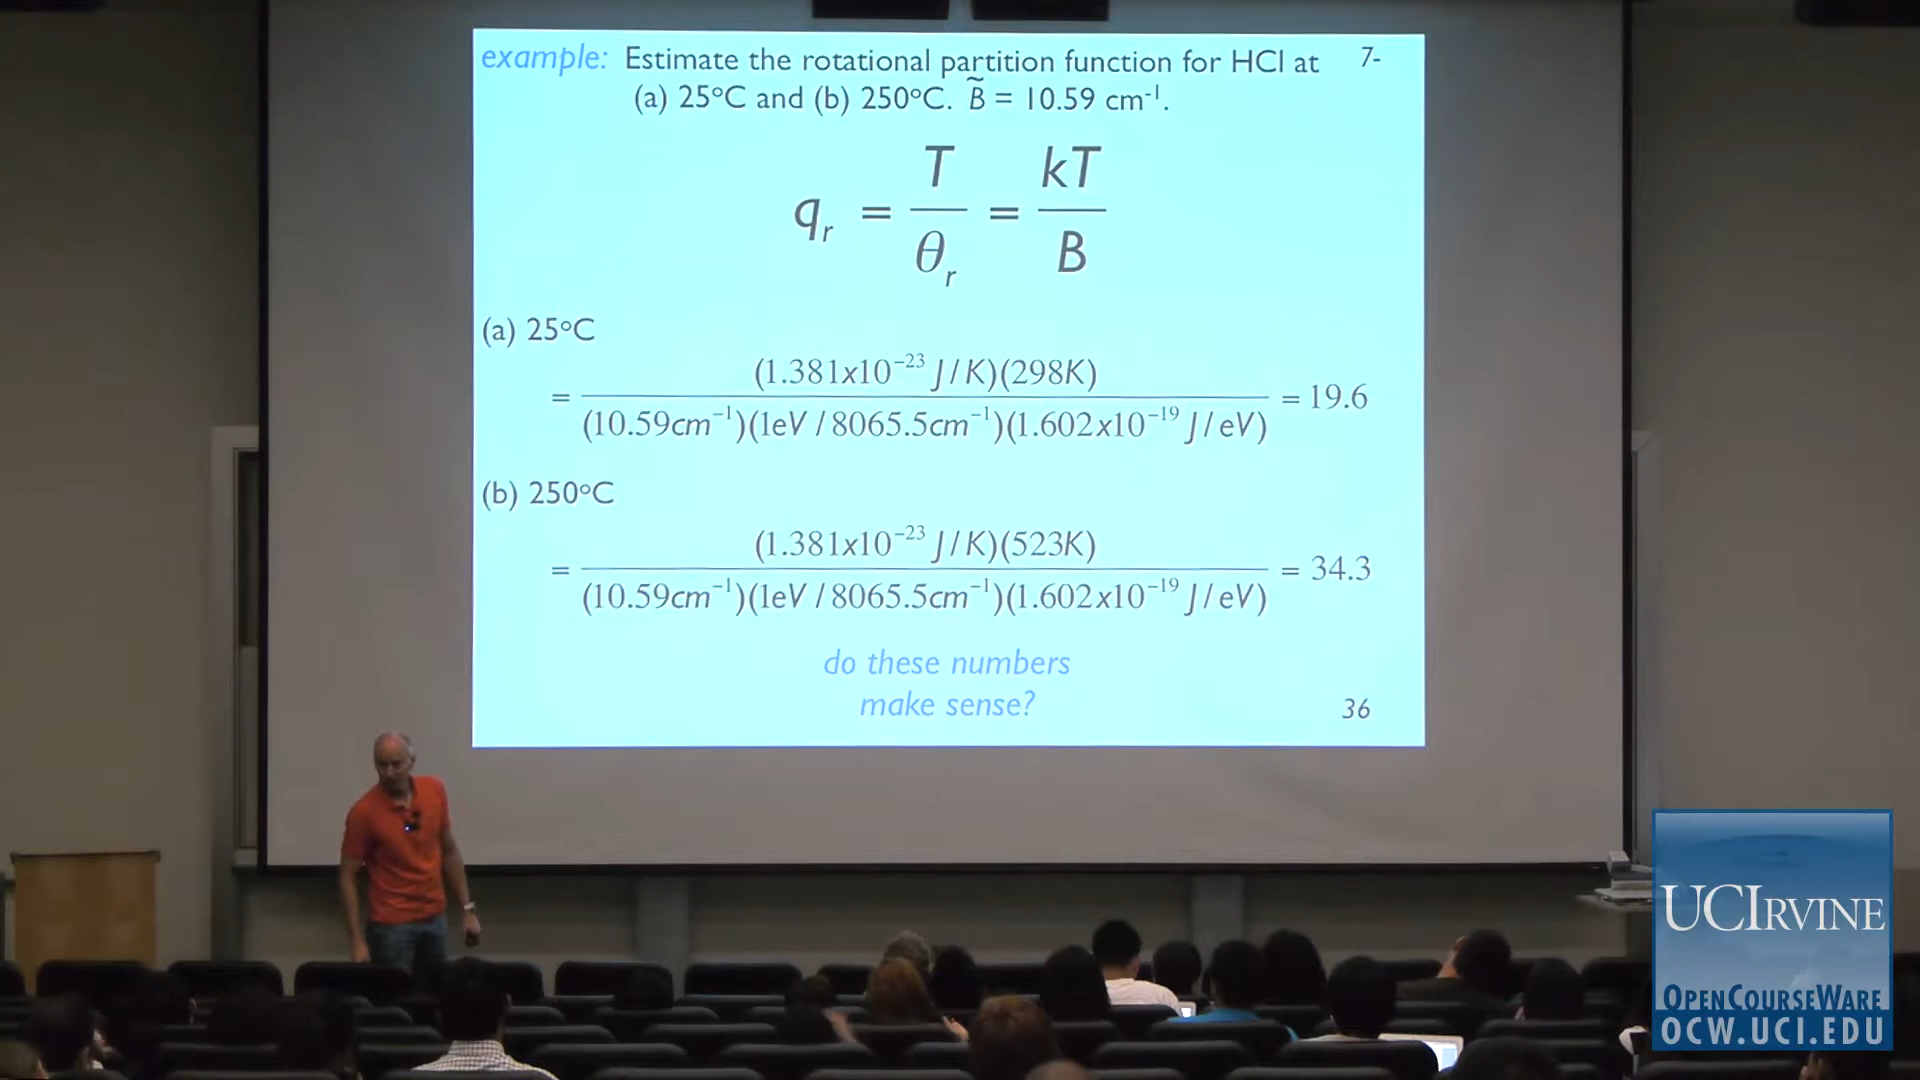 example: Estimate the rotational partition function for HCl at 7-
(a) 25°C and (b) 250°C. B̃ = 10.59 cm⁻¹.
qᵣ = T/θᵣ = kT/B
(a) 25°C
= (1.381x10⁻²³ J/K)(298K) / (10.59cm⁻¹)(1eV/8065.5cm⁻¹)(1.602x10⁻¹⁹ J/eV) = 19.6
(b) 250°C
= (1.381x10⁻²³ J/K)(523K) / (10.59cm⁻¹)(1eV/8065.5cm⁻¹)(1.602x10⁻¹⁹ J/eV) = 34.3
do these numbers
make sense?
36
UCIRVINE
OPENCOURSEWARE
OCW.UCI.EDU